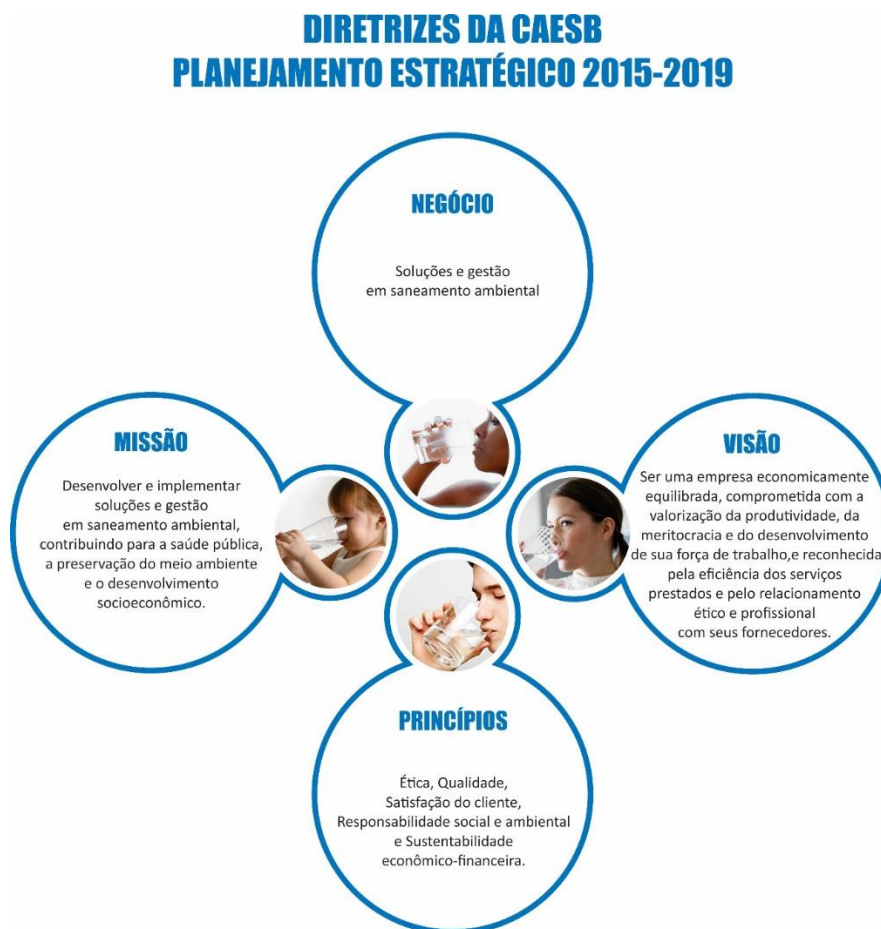 DIRETRIZES DA CAESB
PLANEJAMENTO ESTRATÉGICO 2015-2019
NEGÓCIO
Soluções e gestão
em saneamento ambiental
MISSÃO
Desenvolver e implementar
soluções e gestão
em saneamento ambiental,
contribuindo para a saúde pública,
a preservação do meio ambiente
e o desenvolvimento
socioeconômico.
VISÃO
Ser uma empresa economicamente
equilibrada, comprometida com a
valorização da produtividade, da
meritocracia e do desenvolvimento
de sua força de trabalho,e reconhecida
pela eficiência dos serviços
prestados e pelo relacionamento
ético e profissional
com seus fornecedores.
PRINCÍPIOS
Ética, Qualidade,
Satisfação do cliente,
Responsabilidade social e ambiental
e Sustentabilidade
econômico-financeira.